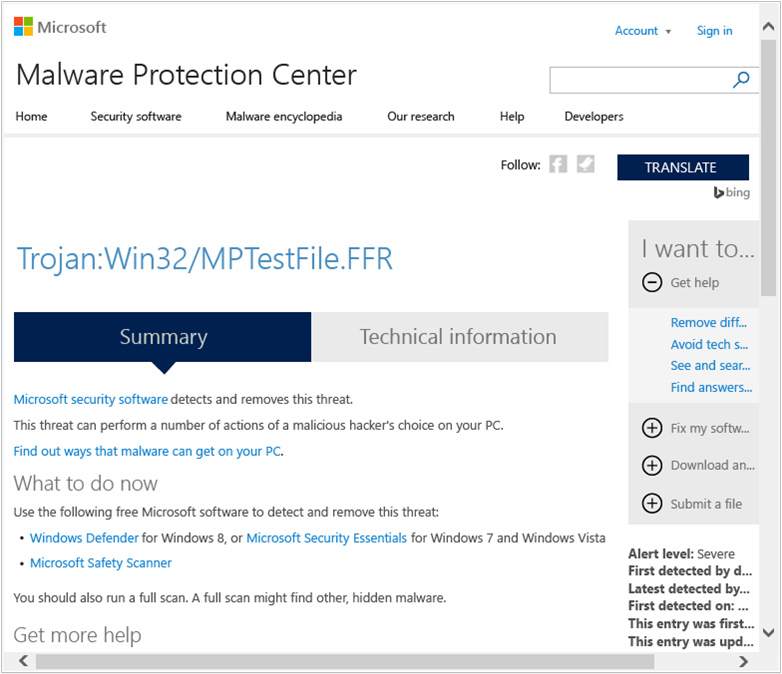 Microsoft
Account
Sign in
Malware Protection Center
Home
Security software
Malware encyclopedia
Our research
Help
Developers
Follow:
TRANSLATE
bing
Trojan:Win32/MPTestFile.FFR
I want to...
Get help
Remove diff...
Avoid tech s...
See and sear...
Find answers...
Fix my softw...
Download an...
Submit a file
Alert level: Severe
First detected by d...
Latest detected by...
First detected on: ...
This entry was first...
This entry was upd...
Summary
Technical information
Microsoft security software detects and removes this threat.
This threat can perform a number of actions of a malicious hacker's choice on your PC.
Find out ways that malware can get on your PC.
What to do now
Use the following free Microsoft software to detect and remove this threat:
• Windows Defender for Windows 8, or Microsoft Security Essentials for Windows 7 and Windows Vista
• Microsoft Safety Scanner
You should also run a full scan. A full scan might find other, hidden malware.
Get more help